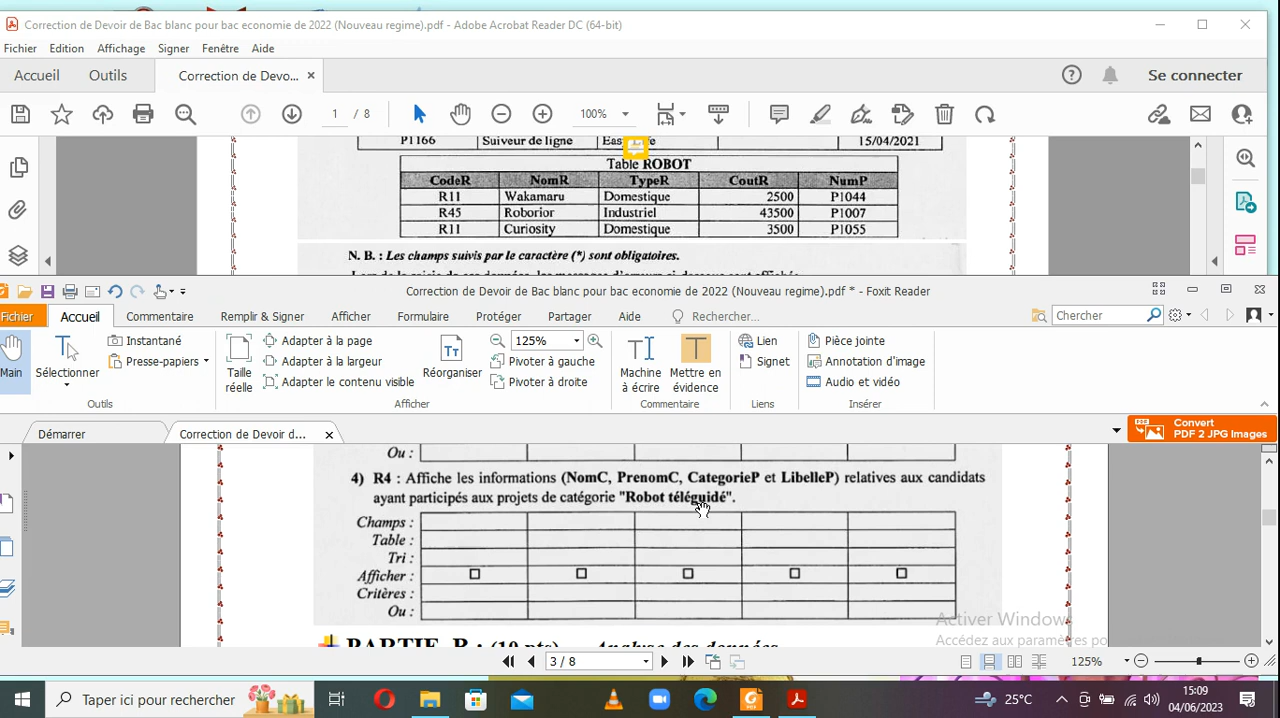 Correction de Devoir de Bac blanc pour bac economie de 2022 (Nouveau regime).pdf - Adobe Acrobat Reader DC (64-bit)
Fichier Edition Affichage Signer Fenêtre Aide
Accueil Outils Correction de Devo... × Se connecter
1 / 8 100%
P1166 Suiveur de ligne 15/04/2021
Table ROBOT
CodeR NomR TypeR CoutR NumP
R11 Wakamaru Domestique 2500 P1044
R45 Roborior Industriel 43500 P1007
R11 Curiosity Domestique 3500 P1055
N. B. : Les champs suivis par le caractère (*) sont obligatoires.
Correction de Devoir de Bac blanc pour bac economie de 2022 (Nouveau regime).pdf * - Foxit Reader
Fichier Accueil Commentaire Remplir & Signer Afficher Formulaire Protéger Partager Aide Rechercher... Chercher
Main
Sélectionner
Instantané
Presse-papiers
Outils
Taille réelle
Adapter à la page
Adapter à la largeur
Adapter le contenu visible
Réorganiser
125%
Pivoter à gauche
Pivoter à droite
Afficher
Machine à écrire
Mettre en évidence
Commentaire
Lien
Signet
Liens
Pièce jointe
Annotation d'image
Audio et vidéo
Insérer
Démarrer Correction de Devoir d... × Convert
PDF 2 JPG Images
Ou :
4) R4 : Affiche les informations (NomC, PrenomC, CategorieP et LibelleP) relatives aux candidats
ayant participés aux projets de catégorie "Robot téléguidé".
Champs :
Table :
Tri :
Afficher :
Critères :
Ou :
Activer Windows
Accédez aux paramètres po
PARTIE B : (10 pts) Analyse des données
3 / 8 125%
Taper ici pour rechercher 25°C 15:09
04/06/2023